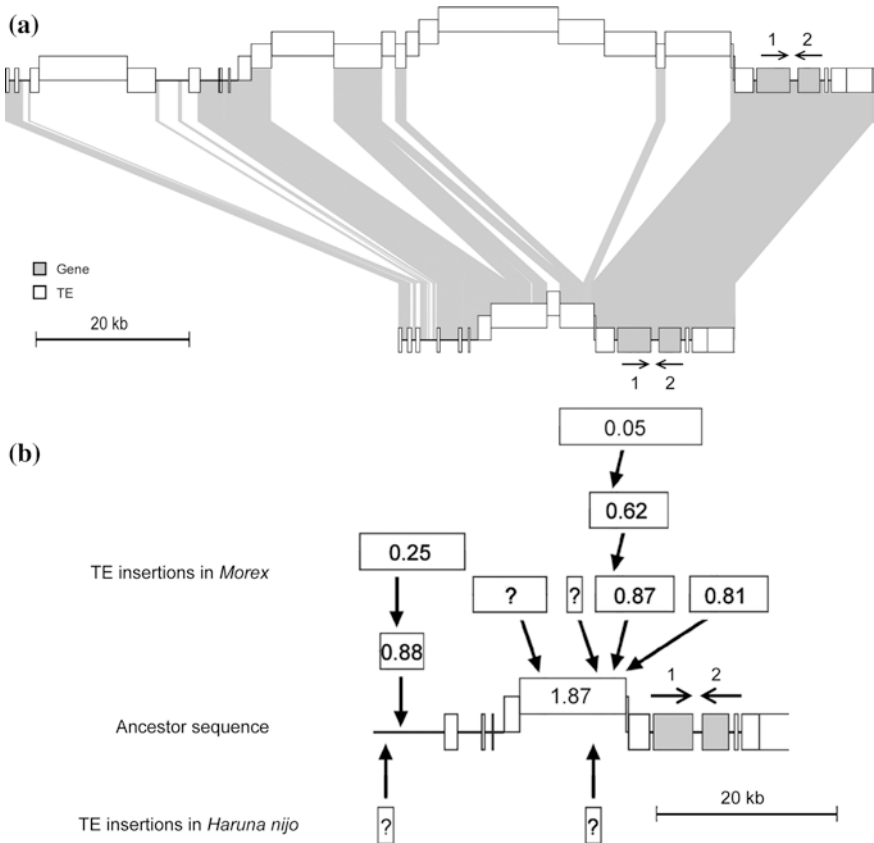 (a)
1 2
Gene
TE
20 kb
1 2
(b)
0.05
0.62
0.25
TE insertions in Morex
? ? 0.87 0.81
0.88
1 2
1.87
Ancestor sequence
20 kb
TE insertions in Haruna nijo
? ?